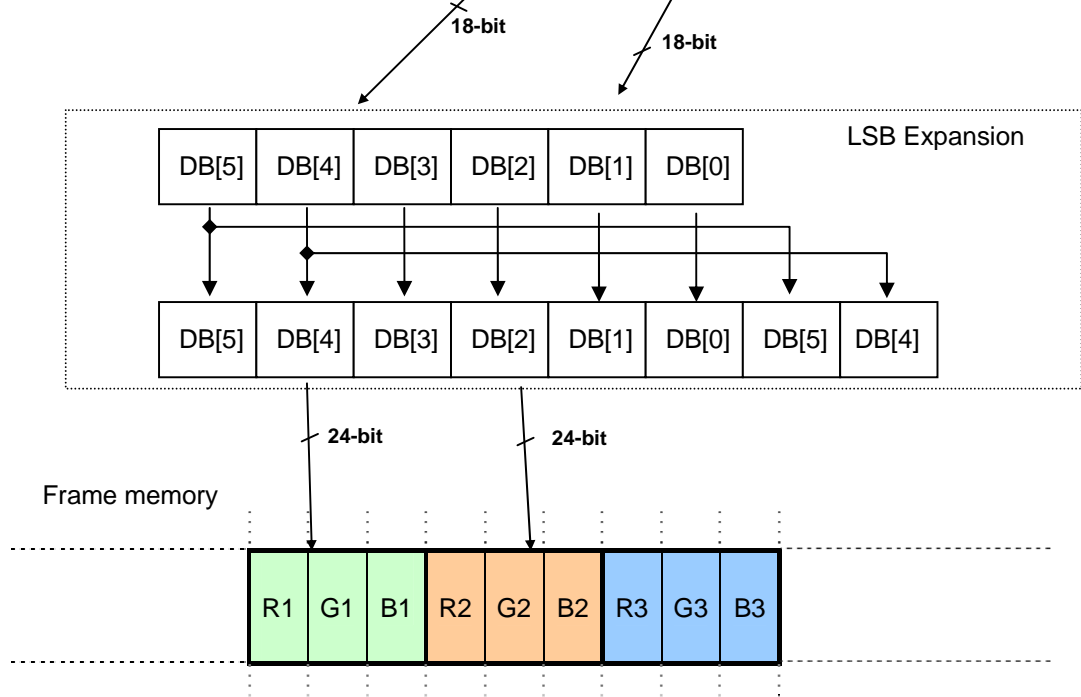 18-bit
18-bit
LSB Expansion
DB[5] DB[4] DB[3] DB[2] DB[1] DB[0]
DB[5] DB[4] DB[3] DB[2] DB[1] DB[0] DB[5] DB[4]
24-bit 24-bit
Frame memory
R1 G1 B1 R2 G2 B2 R3 G3 B3